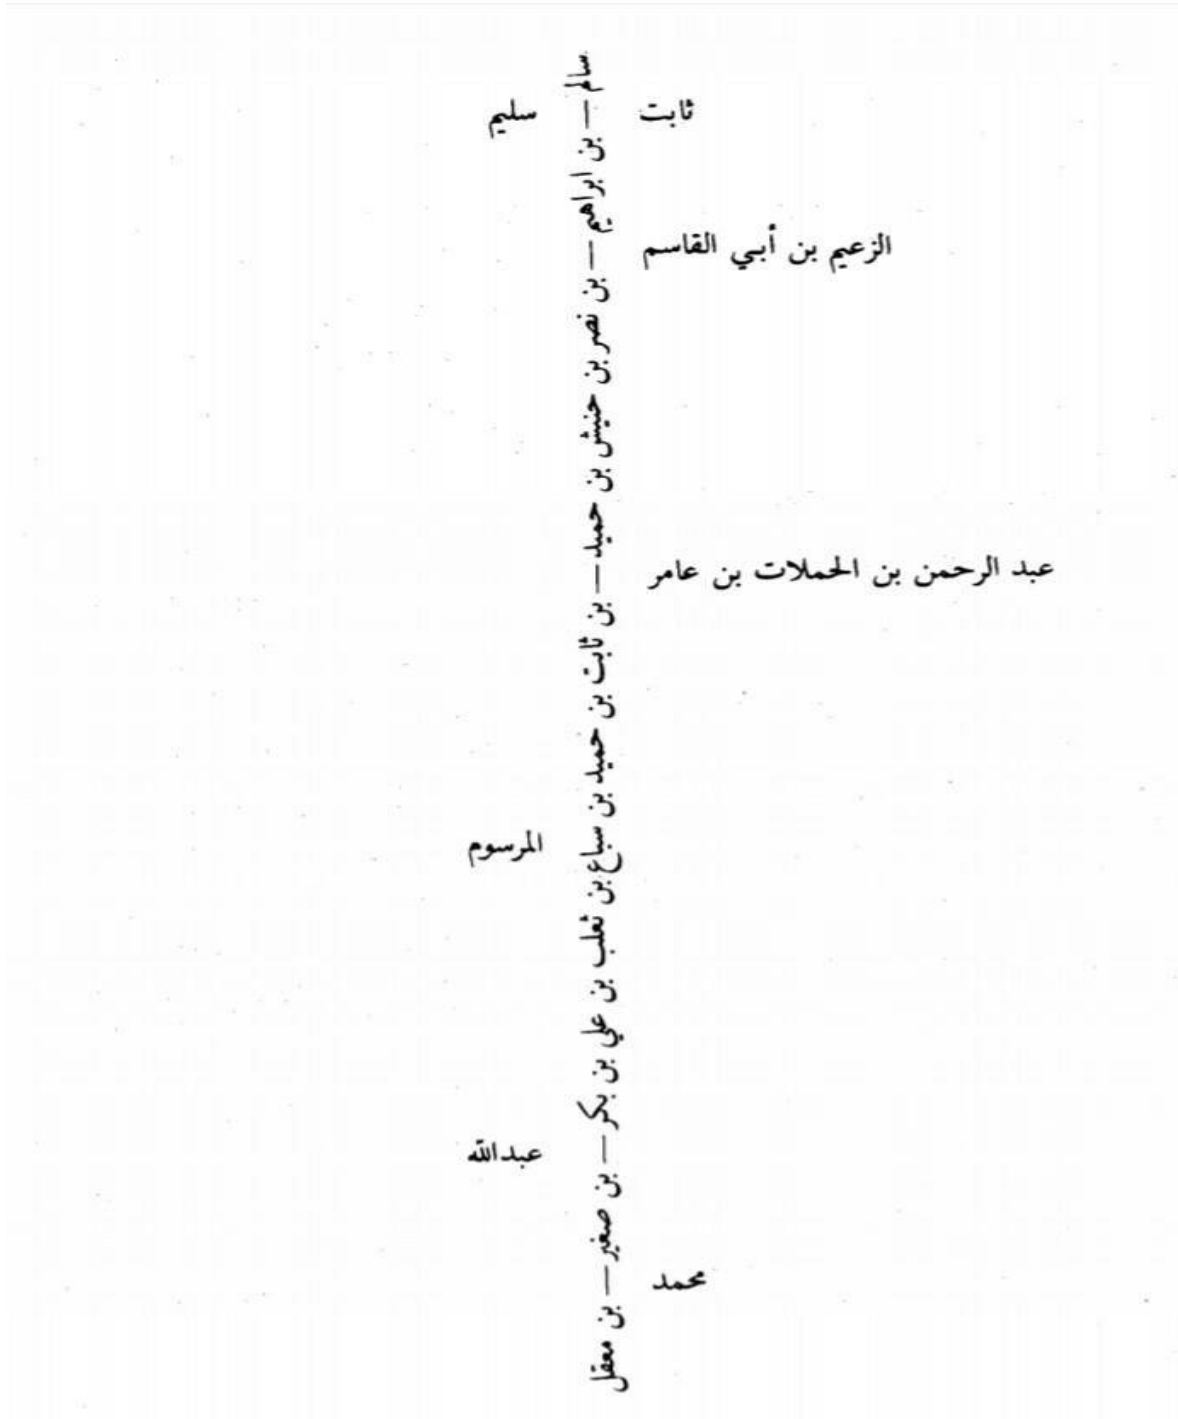 سالم — بن ابراهيم — بن نصر بن حنيش بن حميد — بن ثابت بن حميد بن سباع بن ثعلب بن علي بن بكر — بن صغير — بن معقل
ثابت
سليم
الزعيم بن أبي القاسم
عبد الرحمن بن الحملات بن عامر
المرسوم
عبدالله
محمد